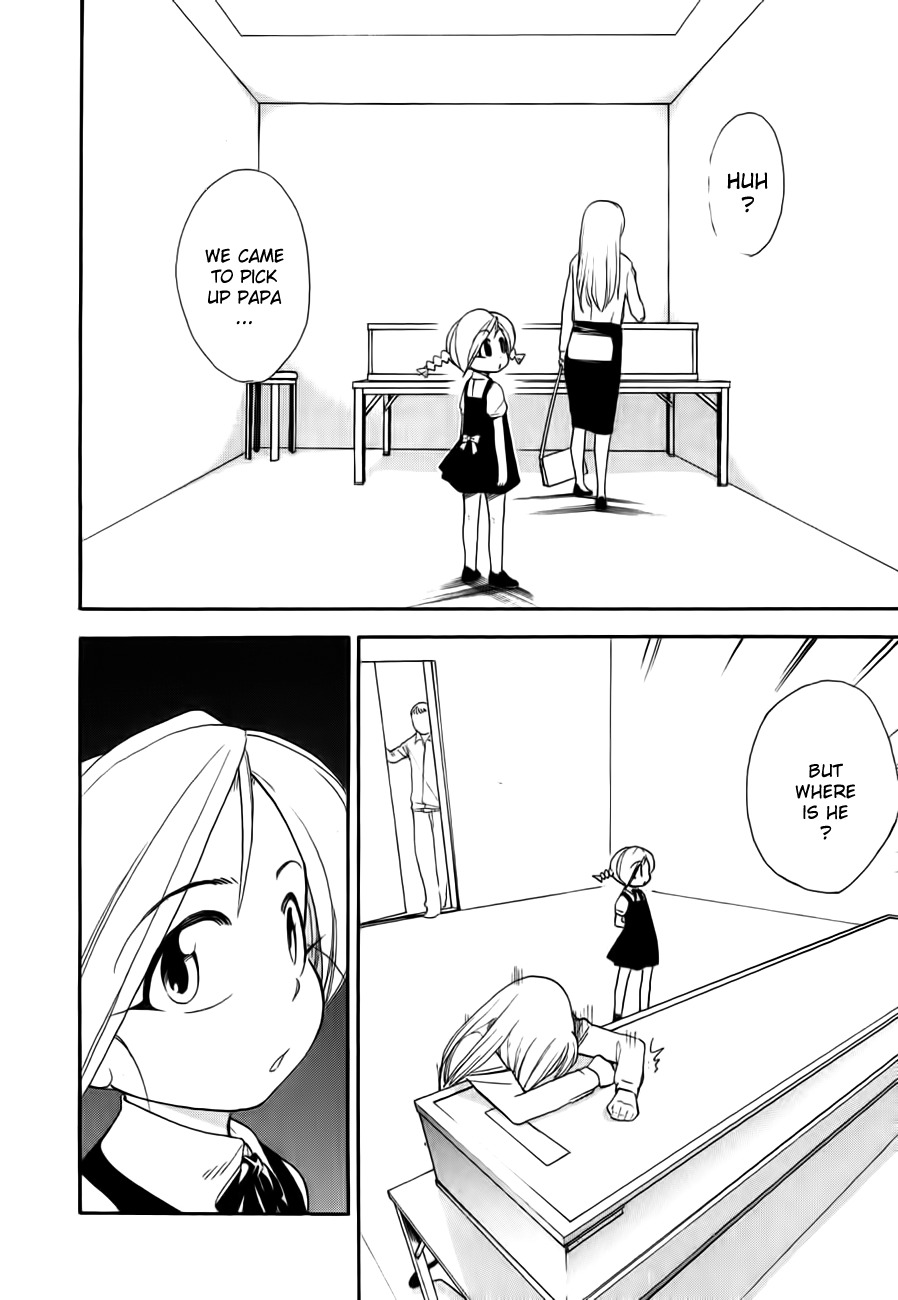 HUH
?
WE CAME
TO PICK
UP PAPA
...
BUT
WHERE
IS HE
?